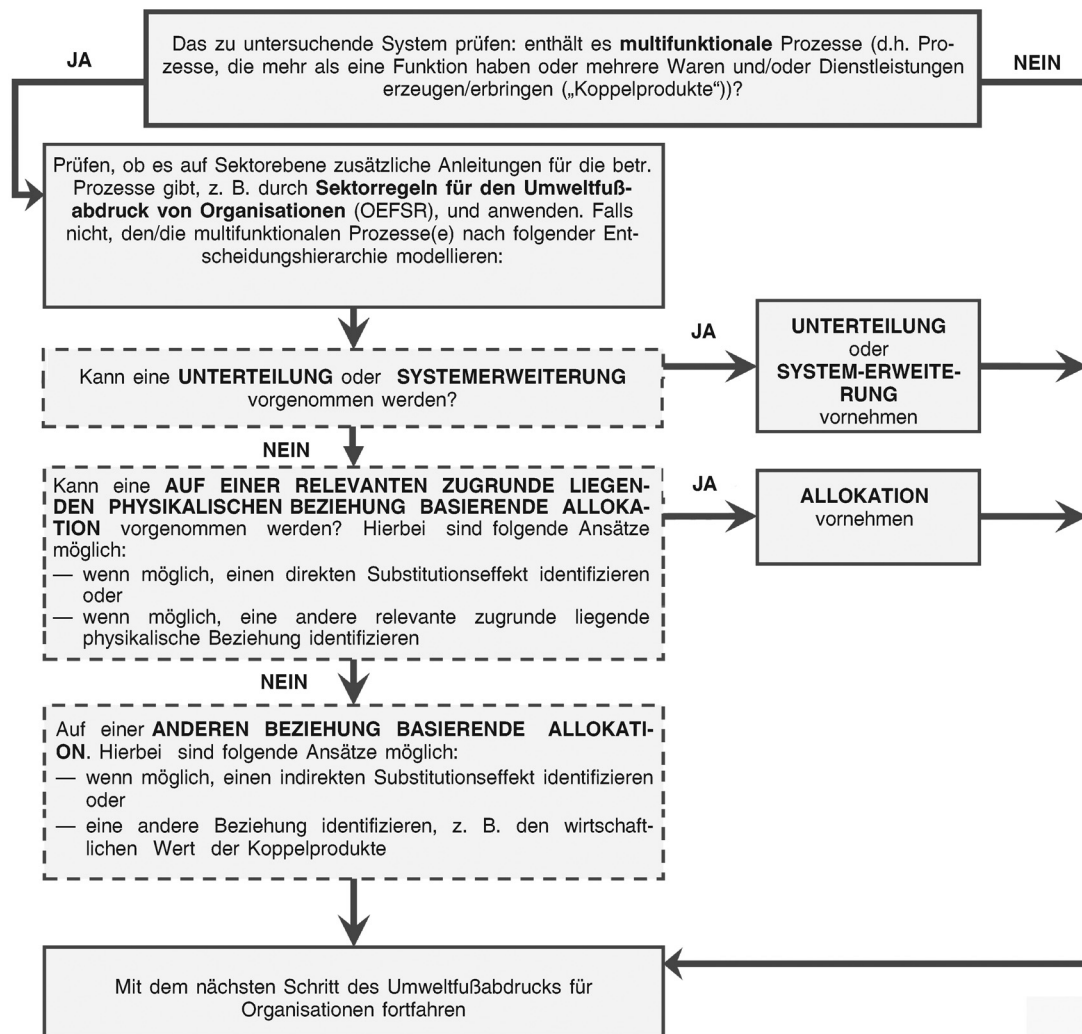 JA
Das zu untersuchende System prüfen: enthält es multifunktionale Prozesse (d.h. Pro-
zesse, die mehr als eine Funktion haben oder mehrere Waren und/oder Dienstleistungen
erzeugen/erbringen („Koppelprodukte“))?
NEIN
Prüfen, ob es auf Sektorebene zusätzliche Anleitungen für die betr.
Prozesse gibt, z. B. durch Sektorregeln für den Umweltfuß-
abdruck von Organisationen (OEFSR), und anwenden. Falls
nicht, den/die multifunktionalen Prozesse(e) nach folgender Ent-
scheidungshierarchie modellieren:
Kann eine UNTERTEILUNG oder SYSTEMERWEITERUNG
vorgenommen werden?
JA
UNTERTEILUNG
oder
SYSTEM-ERWEITE-
RUNG
vornehmen
NEIN
Kann eine AUF EINER RELEVANTEN ZUGRUNDE LIEGEN-
DEN PHYSIKALISCHEN BEZIEHUNG BASIERENDE ALLOKA-
TION vorgenommen werden? Hierbei sind folgende Ansätze
möglich:
— wenn möglich, einen direkten Substitutionseffekt identifizieren
oder
— wenn möglich, eine andere relevante zugrunde liegende
physikalische Beziehung identifizieren
JA
ALLOKATION
vornehmen
NEIN
Auf einer ANDEREN BEZIEHUNG BASIERENDE ALLOKATI-
ON. Hierbei sind folgende Ansätze möglich:
— wenn möglich, einen indirekten Substitutionseffekt identifizieren
oder
— eine andere Beziehung identifizieren, z. B. den wirtschaft-
lichen Wert der Koppelprodukte
Mit dem nächsten Schritt des Umweltfußabdrucks für
Organisationen fortfahren